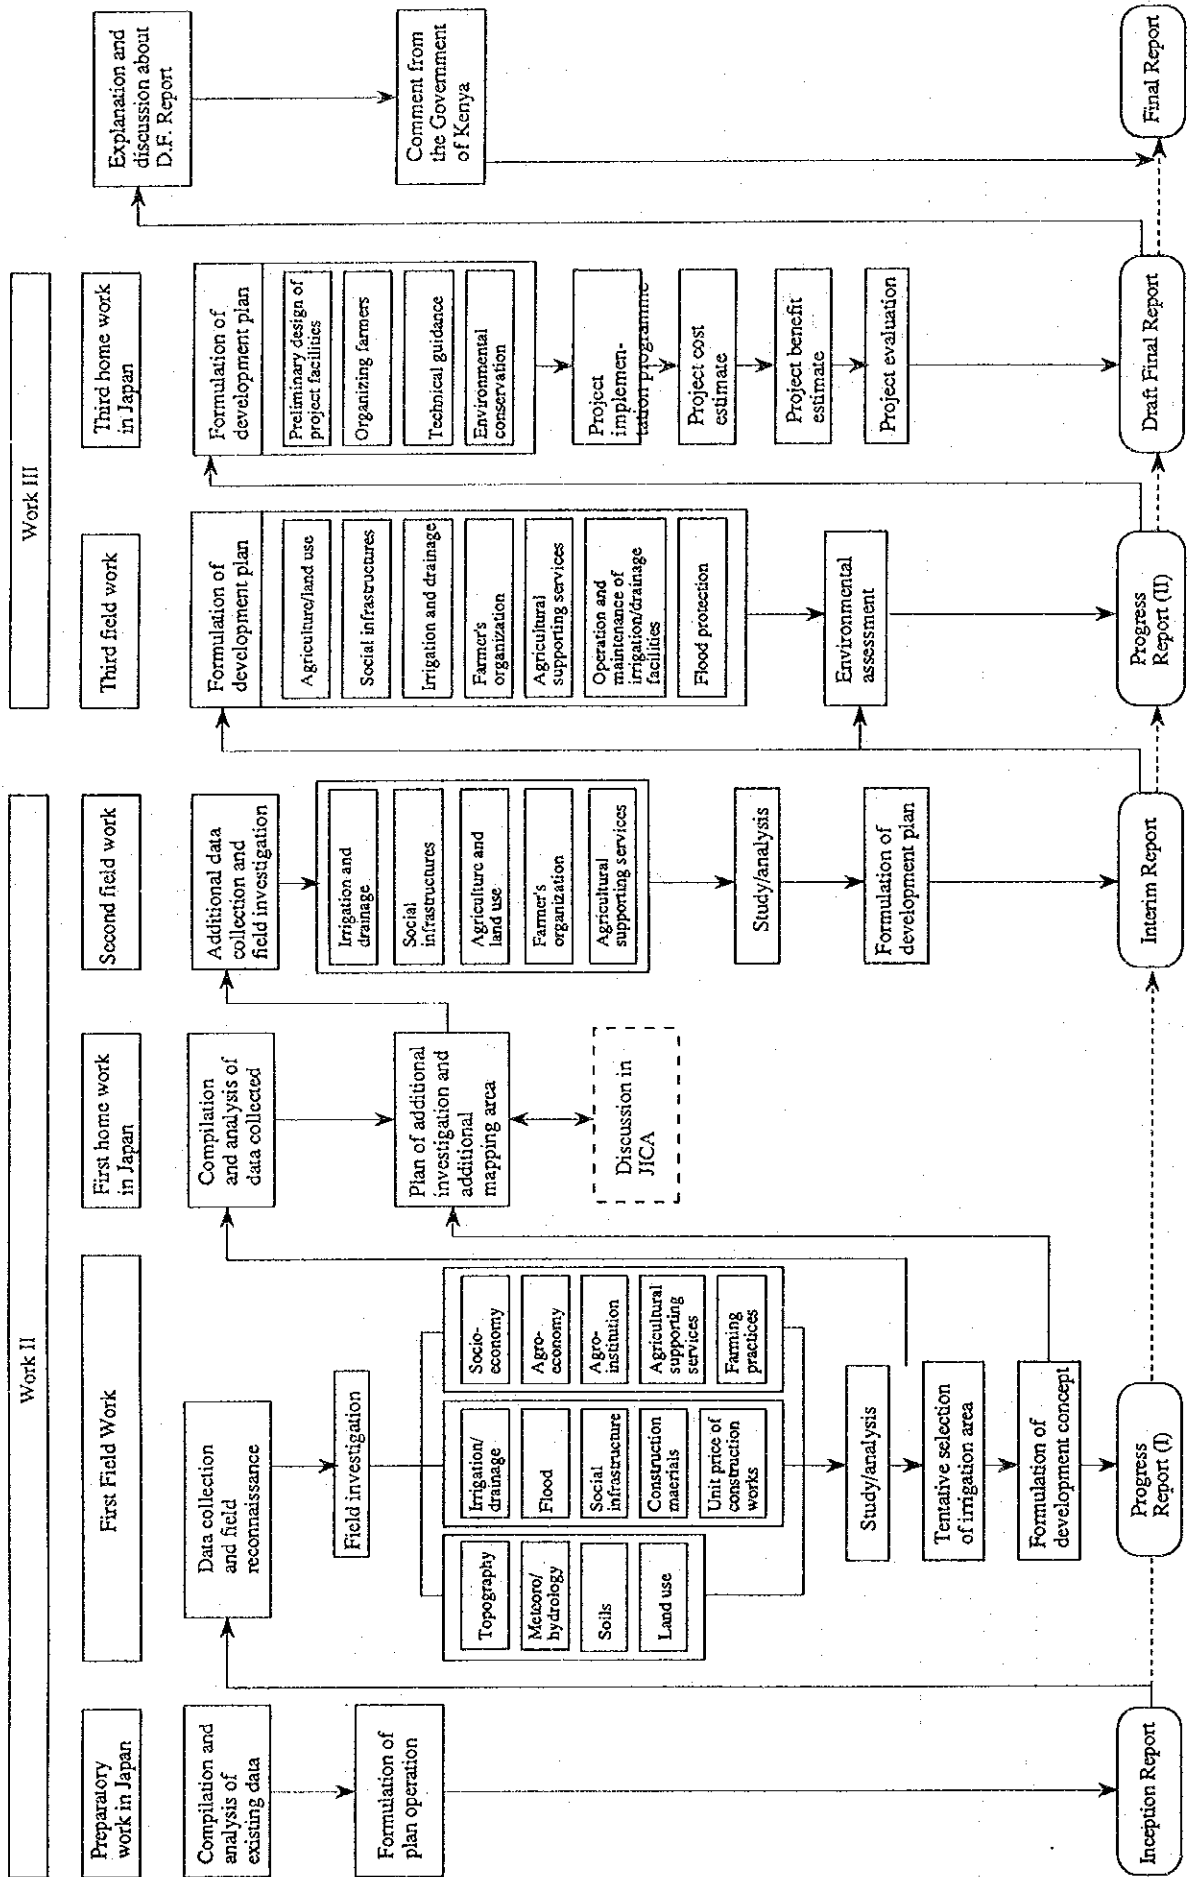 Work II
Work III
Preparatory
work in Japan
First Field Work
First home work
in Japan
Second field work
Third field work
Third home work
in Japan
Compilation and
analysis of
existing data
Formulation of
plan operation
Inception Report
Data collection
and field
reconnaissance
Field investigation
Topography
Meteoro/
hydrology
Soils
Land use
Irrigation/
drainage
Flood
Social
infrastructure
Construction
maerials
Unit price of
construction
works
Socio-
economy
Agro-
economy
Agro-
institution
Agricultural
supporting
services
Farming
practices
Study/analysis
Tentative selection
of irrigation area
Formulation of
development concept
Progress
Report (I)
Compilation
and analysis of
data collected
Plan of additional
investigation and
additional
mapping area
Discussion in
JICA
Additional data
collection and
field investigation
Irrigation and
drainage
Social
infrastructures
Agriculture and
land use
Farmer's
organization
Agricultural
supporting services
Study/analysis
Formulation of
development plan
Interim Report
Formulation of
development plan
Agriculture/land use
Social infrastructures
Irrigation and drainage
Farmer's
organization
Agricultural
supporting services
Operation and
maintenance of
irrigation/drainage
facilities
Flood protection
Environmental
assessment
Progress
Report (II)
Formulation of
development plan
Preliminary design of
project facilities
Organizing farmers
Technical guidance
Environmental
conservation
Project
implemen-
tation programme
Project cost
estimate
Project benefit
estimate
Project evaluation
Draft Final Report
Explanation and
discussion about
D.F. Report
Comment from
the Government
of Kenya
Final Report